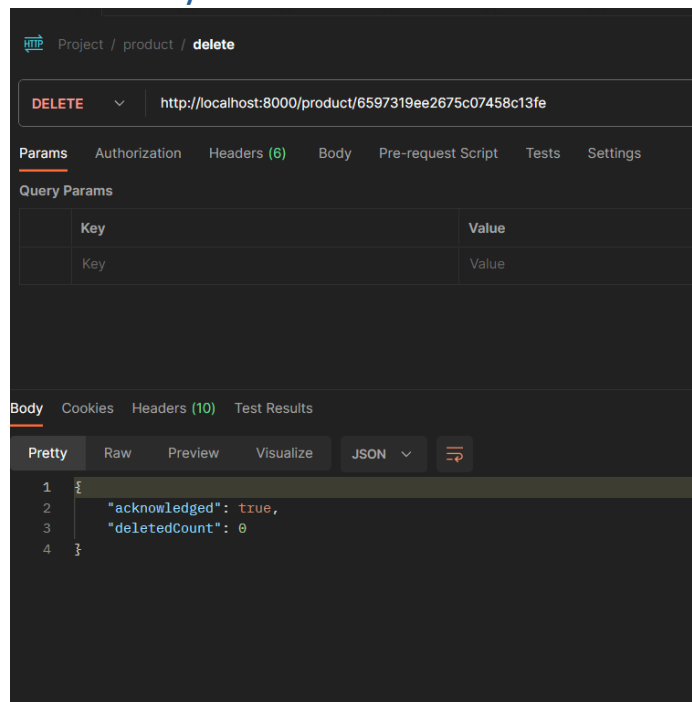 HTTP Project / product / delete
DELETE http://localhost:8000/product/6597319ee2675c07458c13fe
Params Authorization Headers (6) Body Pre-request Script Tests Settings
Query Params
Key Value
Key Value
Body Cookies Headers (10) Test Results
Pretty Raw Preview Visualize JSON
1 {
2 "acknowledged": true,
3 "deletedCount": 0
4 }